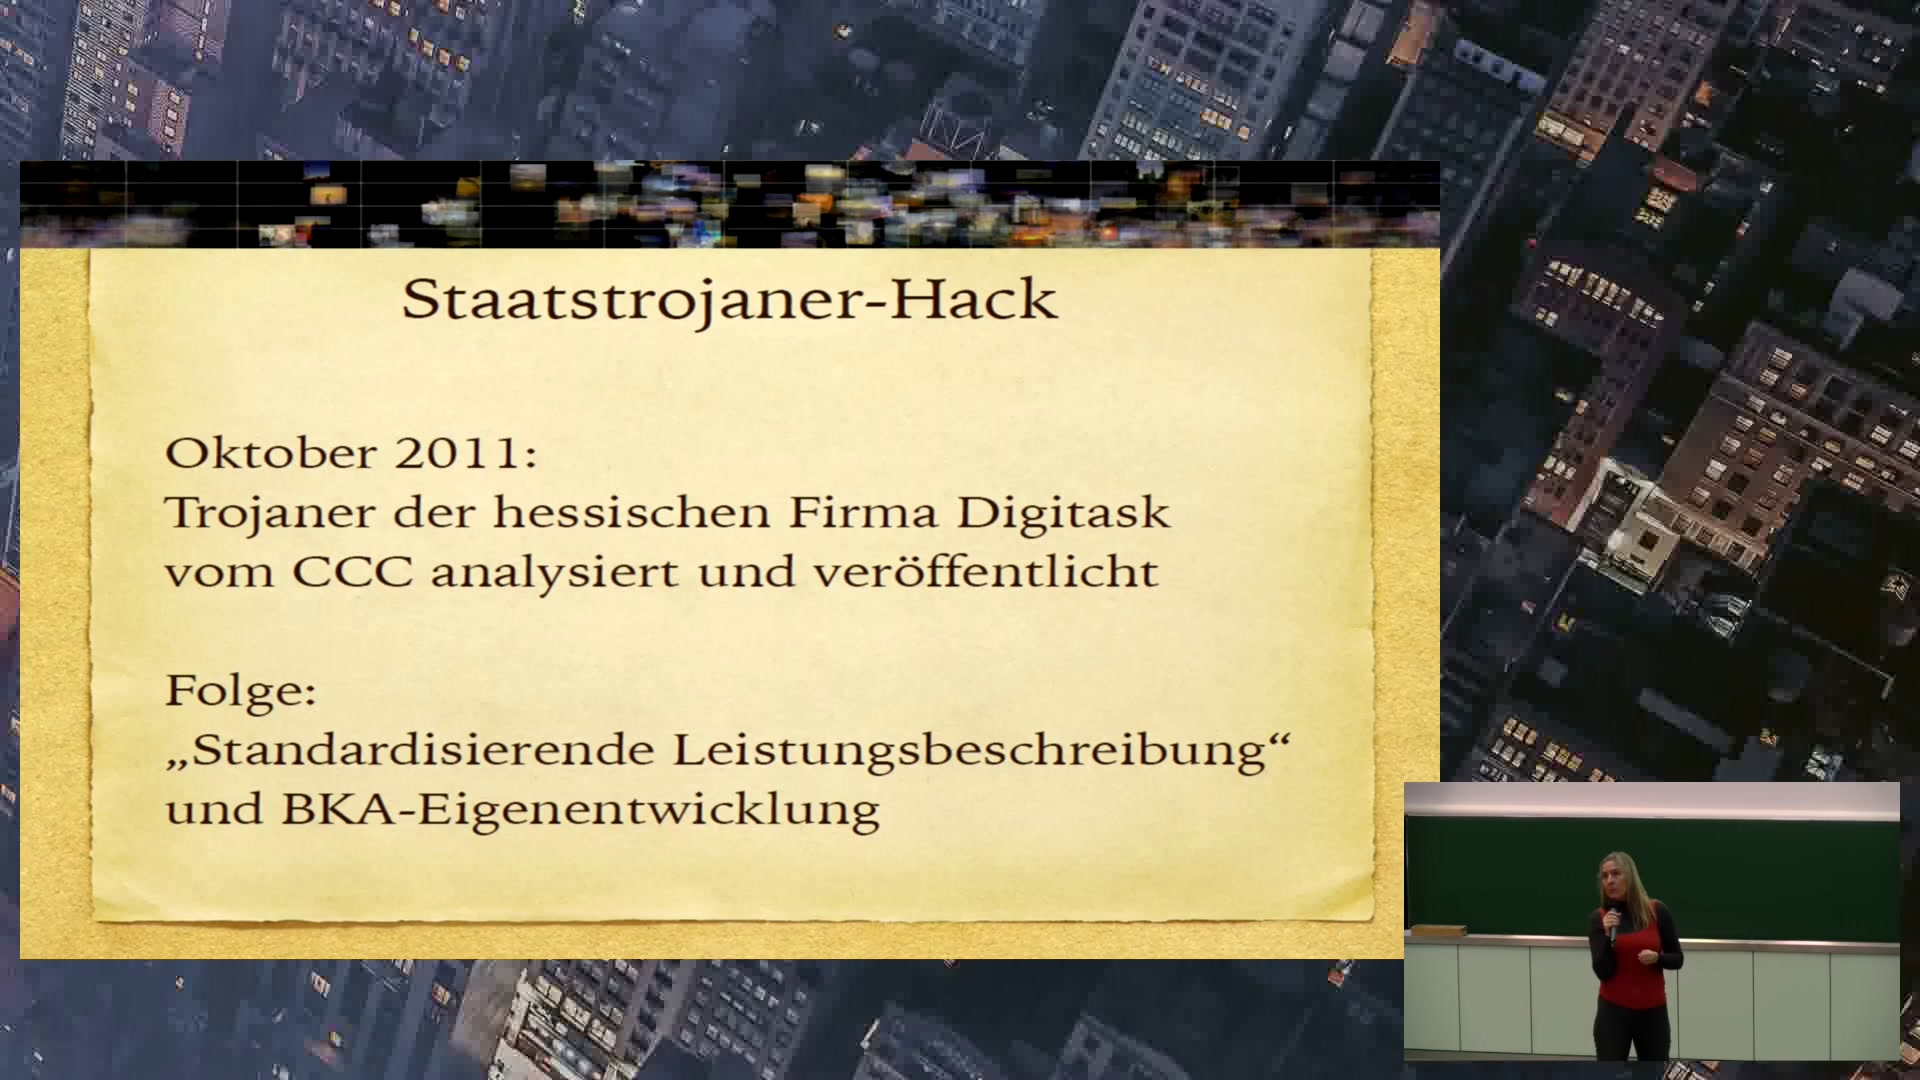 Staatstrojaner-Hack
Oktober 2011:
Trojaner der hessischen Firma Digitask
vom CCC analysiert und veröffentlicht
Folge:
„Standardisierende Leistungsbeschreibung“
und BKA-Eigenentwicklung